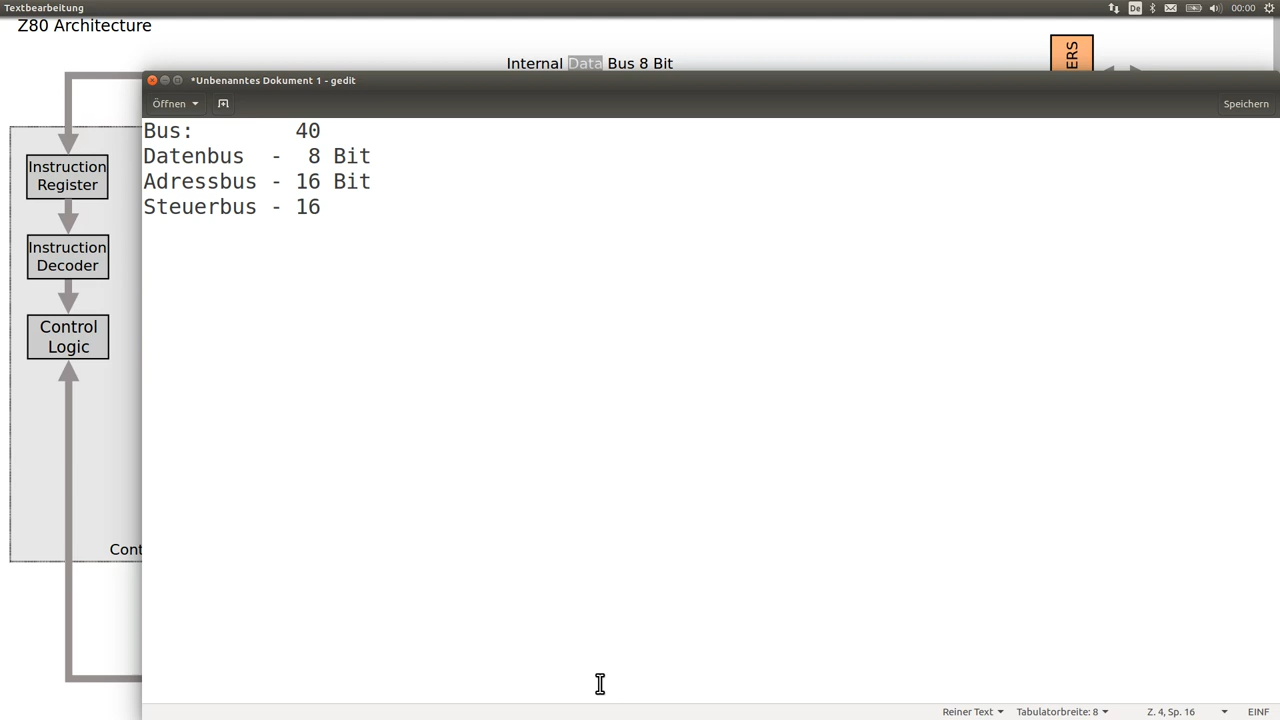 Textbearbeitung
De
00:00
Z80 Architecture
Internal Data Bus 8 Bit
ERS
*Unbenanntes Dokument 1 - gedit
Öffnen
Speichern
Bus:        40
Datenbus  -  8 Bit
Adressbus - 16 Bit
Steuerbus - 16
Instruction
Register
Instruction
Decoder
Control
Logic
Cont
Reiner Text
Tabulatorbreite: 8
Z. 4, Sp. 16
EINF